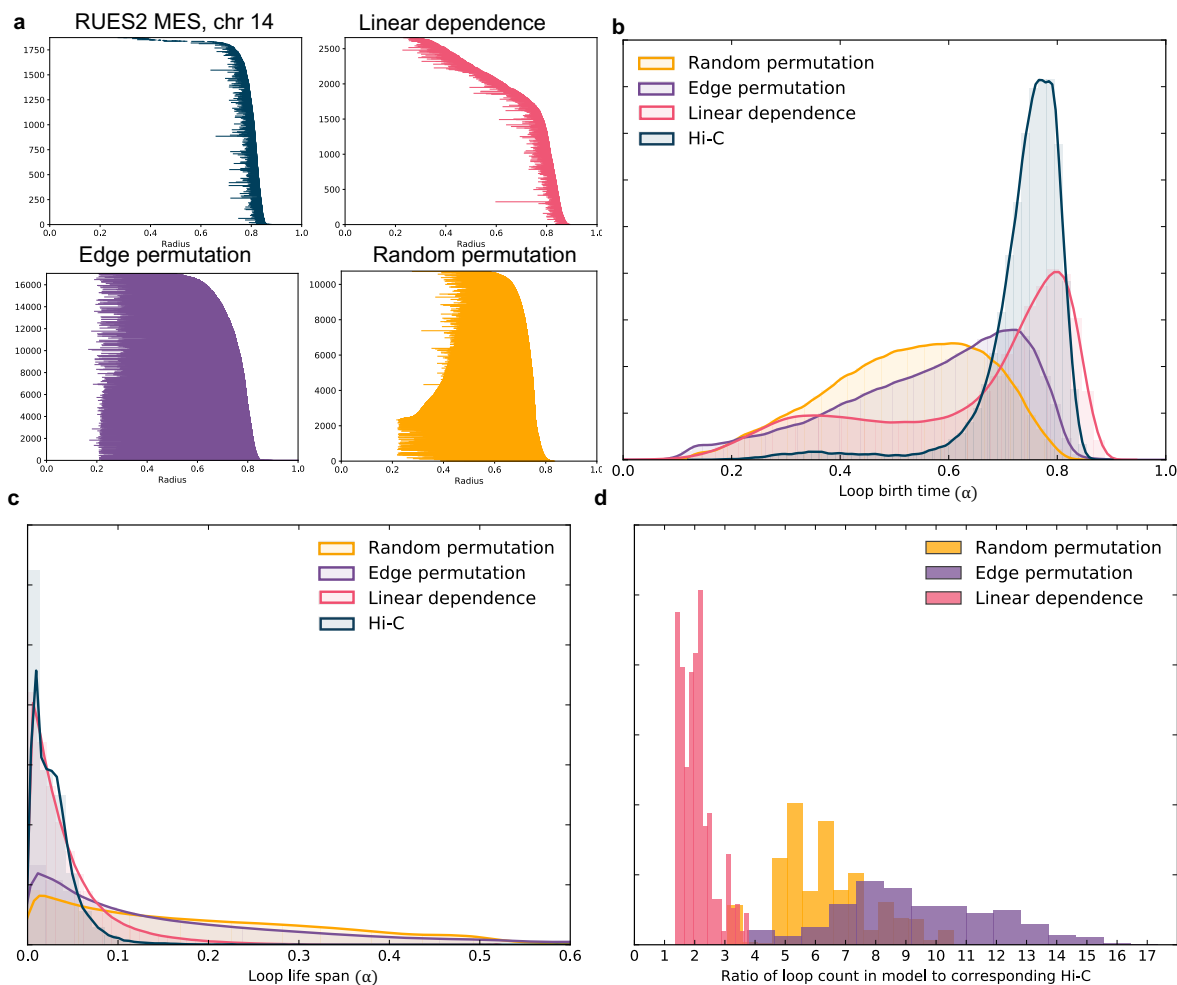 a
RUES2 MES, chr 14
1750
1500
1250
1000
750
500
250
0
0.0 0.2 0.4 0.6 0.8 1.0
Radius
Linear dependence
2500
2000
1500
1000
500
0
0.0 0.2 0.4 0.6 0.8 1.0
Radius
Edge permutation
16000
14000
12000
10000
8000
6000
4000
2000
0
0.0 0.2 0.4 0.6 0.8 1.0
Radius
Random permutation
10000
8000
6000
4000
2000
0
0.0 0.2 0.4 0.6 0.8 1.0
Radius
b
Random permutation
Edge permutation
Linear dependence
Hi-C
0.0 0.2 0.4 0.6 0.8 1.0
Loop birth time (α)
c
Random permutation
Edge permutation
Linear dependence
Hi-C
0.0 0.1 0.2 0.3 0.4 0.5 0.6
Loop life span (α)
d
Random permutation
Edge permutation
Linear dependence
0 1 2 3 4 5 6 7 8 9 10 11 12 13 14 15 16 17
Ratio of loop count in model to corresponding Hi-C